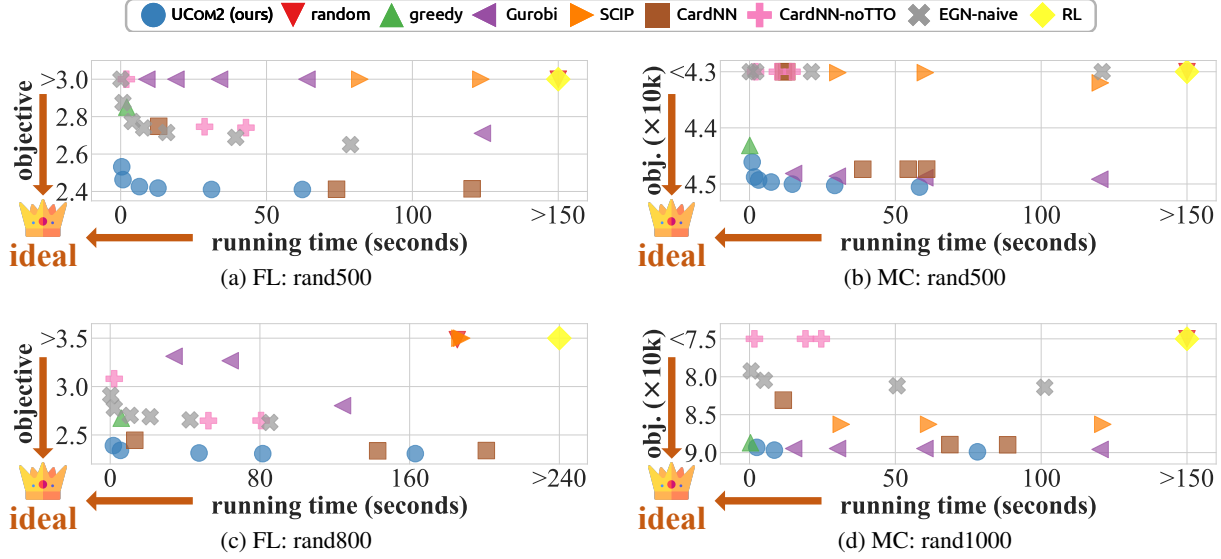 UCOM2 (ours) random greedy Gurobi SCIP CardNN CardNN-noTTO EGN-naive RL
objective
>3.0
2.8
2.6
2.4
0 50 100 >150
ideal
running time (seconds)
(a) FL: rand500
obj. (×10k)
<4.3
4.4
4.5
0 50 100 >150
ideal
running time (seconds)
(b) MC: rand500
objective
>3.5
3.0
2.5
0 80 160 >240
ideal
running time (seconds)
(c) FL: rand800
obj. (×10k)
<7.5
8.0
8.5
9.0
0 50 100 >150
ideal
running time (seconds)
(d) MC: rand1000